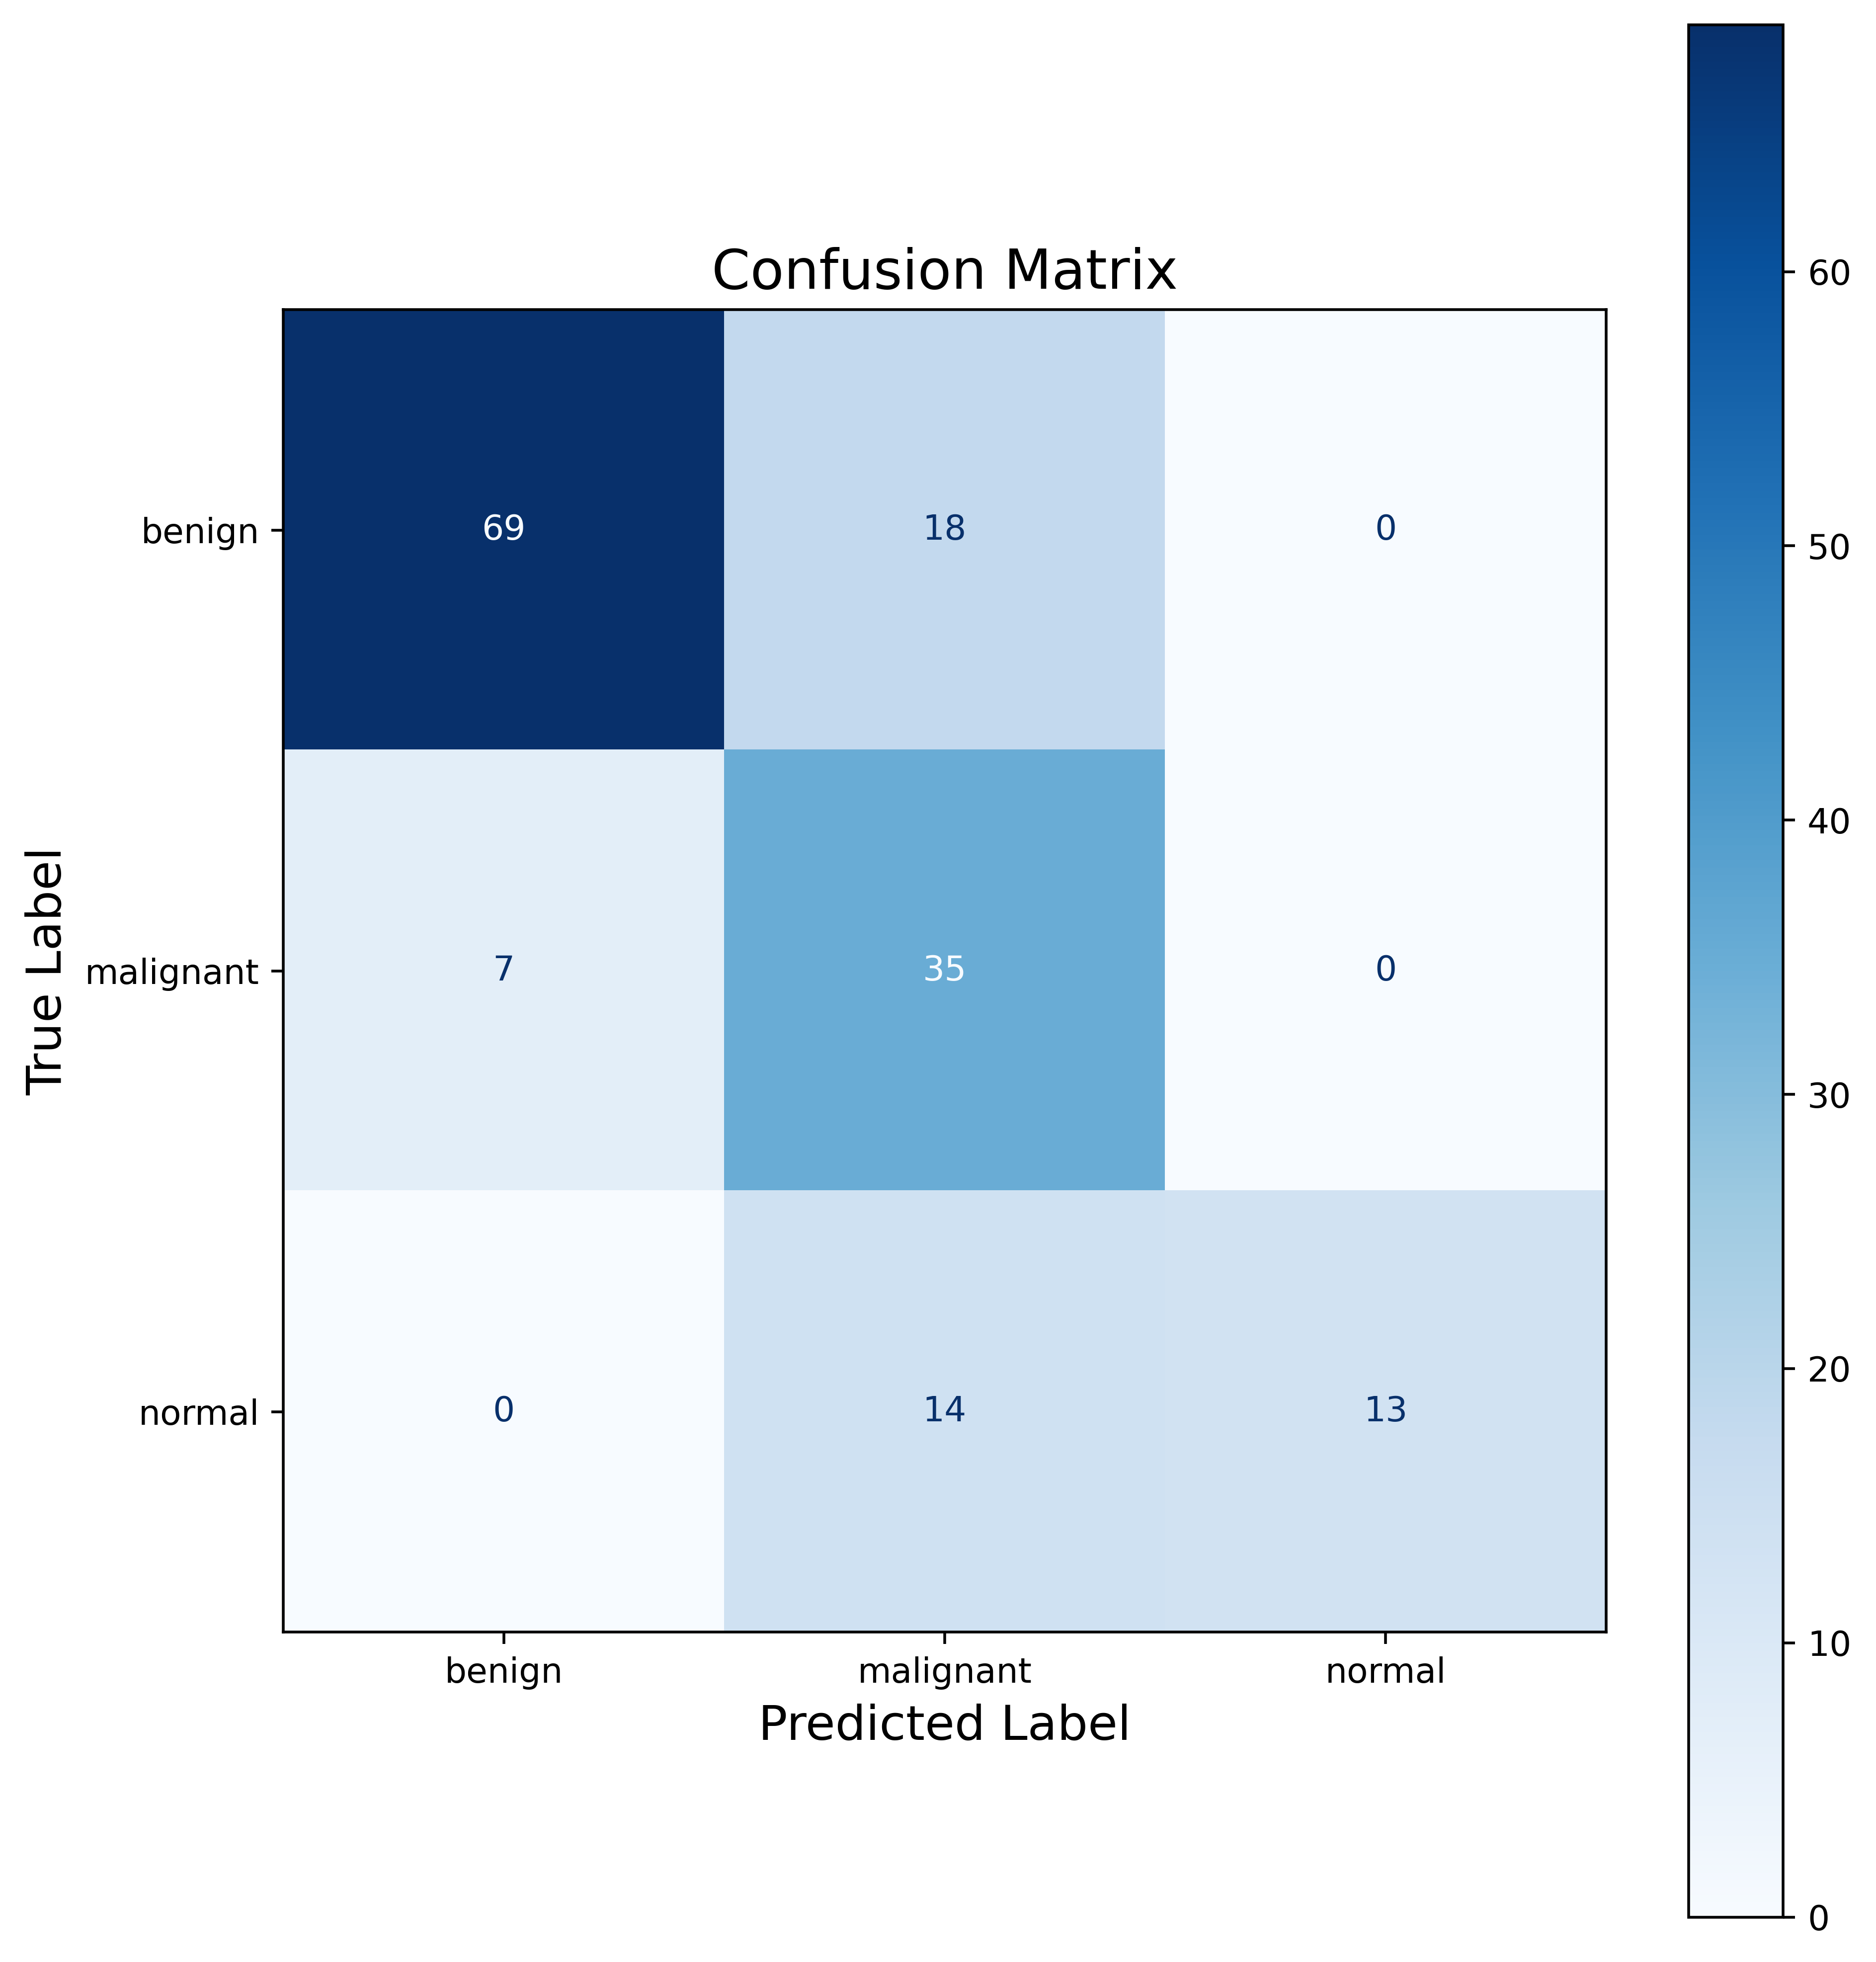 Confusion Matrix
True Label
benign
malignant
normal
69 18 0
7 35 0
0 14 13
benign malignant normal
Predicted Label
60
50
40
30
20
10
0